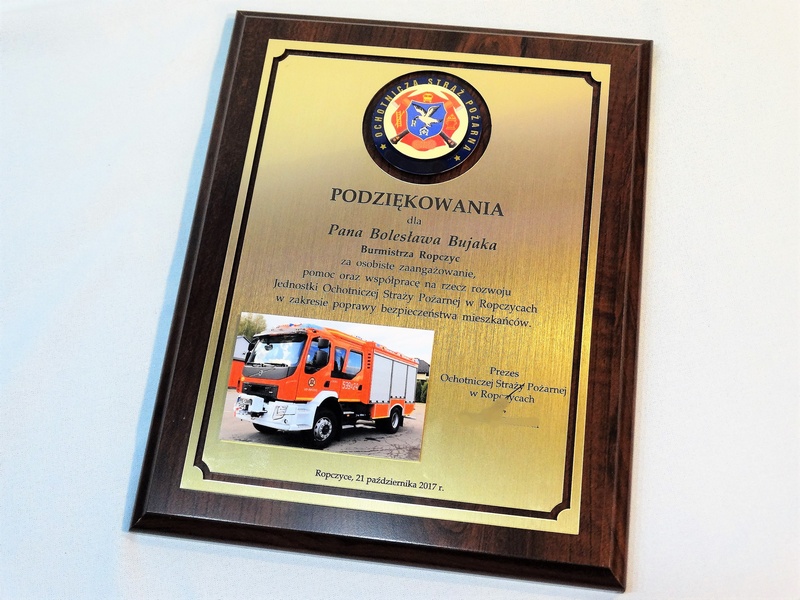 OCHOTNICZA STRAŻ POŻARNA
PODZIĘKOWANIA
dla
Pana Bolesława Bujaka
Burmistrza Ropczyc
za osobiste zaangażowanie,
pomoc oraz współpracę na rzecz rozwoju
Jednostki Ochotniczej Straży Pożarnej w Ropczycach
w zakresie poprawy bezpieczeństwa mieszkańców.
Prezes
Ochotniczej Straży Pożarnej
w Ropczycach
Ropczyce, 21 października 2017 r.